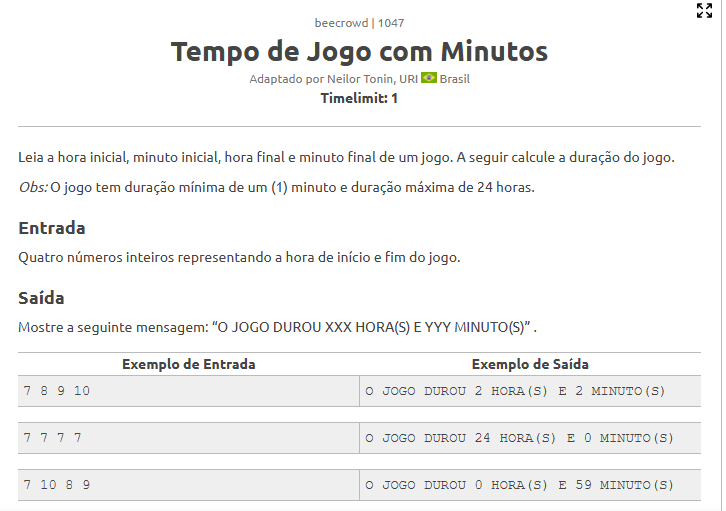 beecrowd | 1047
Tempo de Jogo com Minutos
Adaptado por Neilor Tonin, URI Brasil
Timelimit: 1
Leia a hora inicial, minuto inicial, hora final e minuto final de um jogo. A seguir calcule a duração do jogo.
Obs: O jogo tem duração mínima de um (1) minuto e duração máxima de 24 horas.
Entrada
Quatro números inteiros representando a hora de início e fim do jogo.
Saída
Mostre a seguinte mensagem: “O JOGO DUROU XXX HORA(S) E YYY MINUTO(S)” .
Exemplo de Entrada Exemplo de Saída
7 8 9 10 O JOGO DUROU 2 HORA(S) E 2 MINUTO(S)
7 7 7 7 O JOGO DUROU 24 HORA(S) E 0 MINUTO(S)
7 10 8 9 O JOGO DUROU 0 HORA(S) E 59 MINUTO(S)